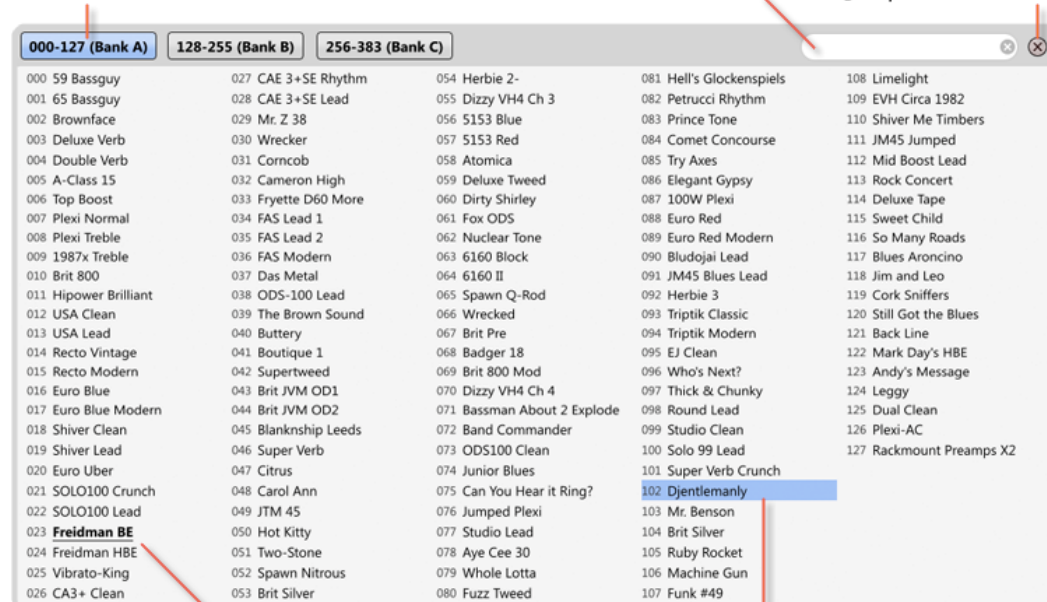 000-127 (Bank A) 128-255 (Bank B) 256-383 (Bank C)
000 59 Bassguy
001 65 Bassguy
002 Brownface
003 Deluxe Verb
004 Double Verb
005 A-Class 15
006 Top Boost
007 Plexi Normal
008 Plexi Treble
009 1987x Treble
010 Brit 800
011 Hipower Brilliant
012 USA Clean
013 USA Lead
014 Recto Vintage
015 Recto Modern
016 Euro Blue
017 Euro Blue Modern
018 Shiver Clean
019 Shiver Lead
020 Euro Uber
021 SOLO100 Crunch
022 SOLO100 Lead
023 Freidman BE
024 Freidman HBE
025 Vibrato-King
026 CA3+ Clean
027 CAE 3+SE Rhythm
028 CAE 3+SE Lead
029 Mr. Z 38
030 Wrecker
031 Corncob
032 Cameron High
033 Fryette D60 More
034 FAS Lead 1
035 FAS Lead 2
036 FAS Modern
037 Das Metal
038 ODS-100 Lead
039 The Brown Sound
040 Buttery
041 Boutique 1
042 Supertweed
043 Brit JVM OD1
044 Brit JVM OD2
045 Blanknship Leeds
046 Super Verb
047 Citrus
048 Carol Ann
049 JTM 45
050 Hot Kitty
051 Two-Stone
052 Spawn Nitrous
053 Brit Silver
054 Herbie 2-
055 Dizzy VH4 Ch 3
056 5153 Blue
057 5153 Red
058 Atomica
059 Deluxe Tweed
060 Dirty Shirley
061 Fox ODS
062 Nuclear Tone
063 6160 Block
064 6160 II
065 Spawn Q-Rod
066 Wrecked
067 Brit Pre
068 Badger 18
069 Brit 800 Mod
070 Dizzy VH4 Ch 4
071 Bassman About 2 Explode
072 Band Commander
073 ODS100 Clean
074 Junior Blues
075 Can You Hear it Ring?
076 Jumped Plexi
077 Studio Lead
078 Aye Cee 30
079 Whole Lotta
080 Fuzz Tweed
081 Hell's Glockenspiels
082 Petrucci Rhythm
083 Prince Tone
084 Comet Concourse
085 Try Axes
086 Elegant Gypsy
087 100W Plexi
088 Euro Red
089 Euro Red Modern
090 Bludojai Lead
091 JM45 Blues Lead
092 Herbie 3
093 Triptik Classic
094 Triptik Modern
095 EJ Clean
096 Who's Next?
097 Thick & Chunky
098 Round Lead
099 Studio Clean
100 Solo 99 Lead
101 Super Verb Crunch
102 Djentlemanly
103 Mr. Benson
104 Brit Silver
105 Ruby Rocket
106 Machine Gun
107 Funk #49
108 Limelight
109 EVH Circa 1982
110 Shiver Me Timbers
111 JM45 Jumped
112 Mid Boost Lead
113 Rock Concert
114 Deluxe Tape
115 Sweet Child
116 So Many Roads
117 Blues Aroncino
118 Jim and Leo
119 Cork Sniffers
120 Still Got the Blues
121 Back Line
122 Mark Day's HBE
123 Andy's Message
124 Leggy
125 Dual Clean
126 Plexi-AC
127 Rackmount Preamps X2